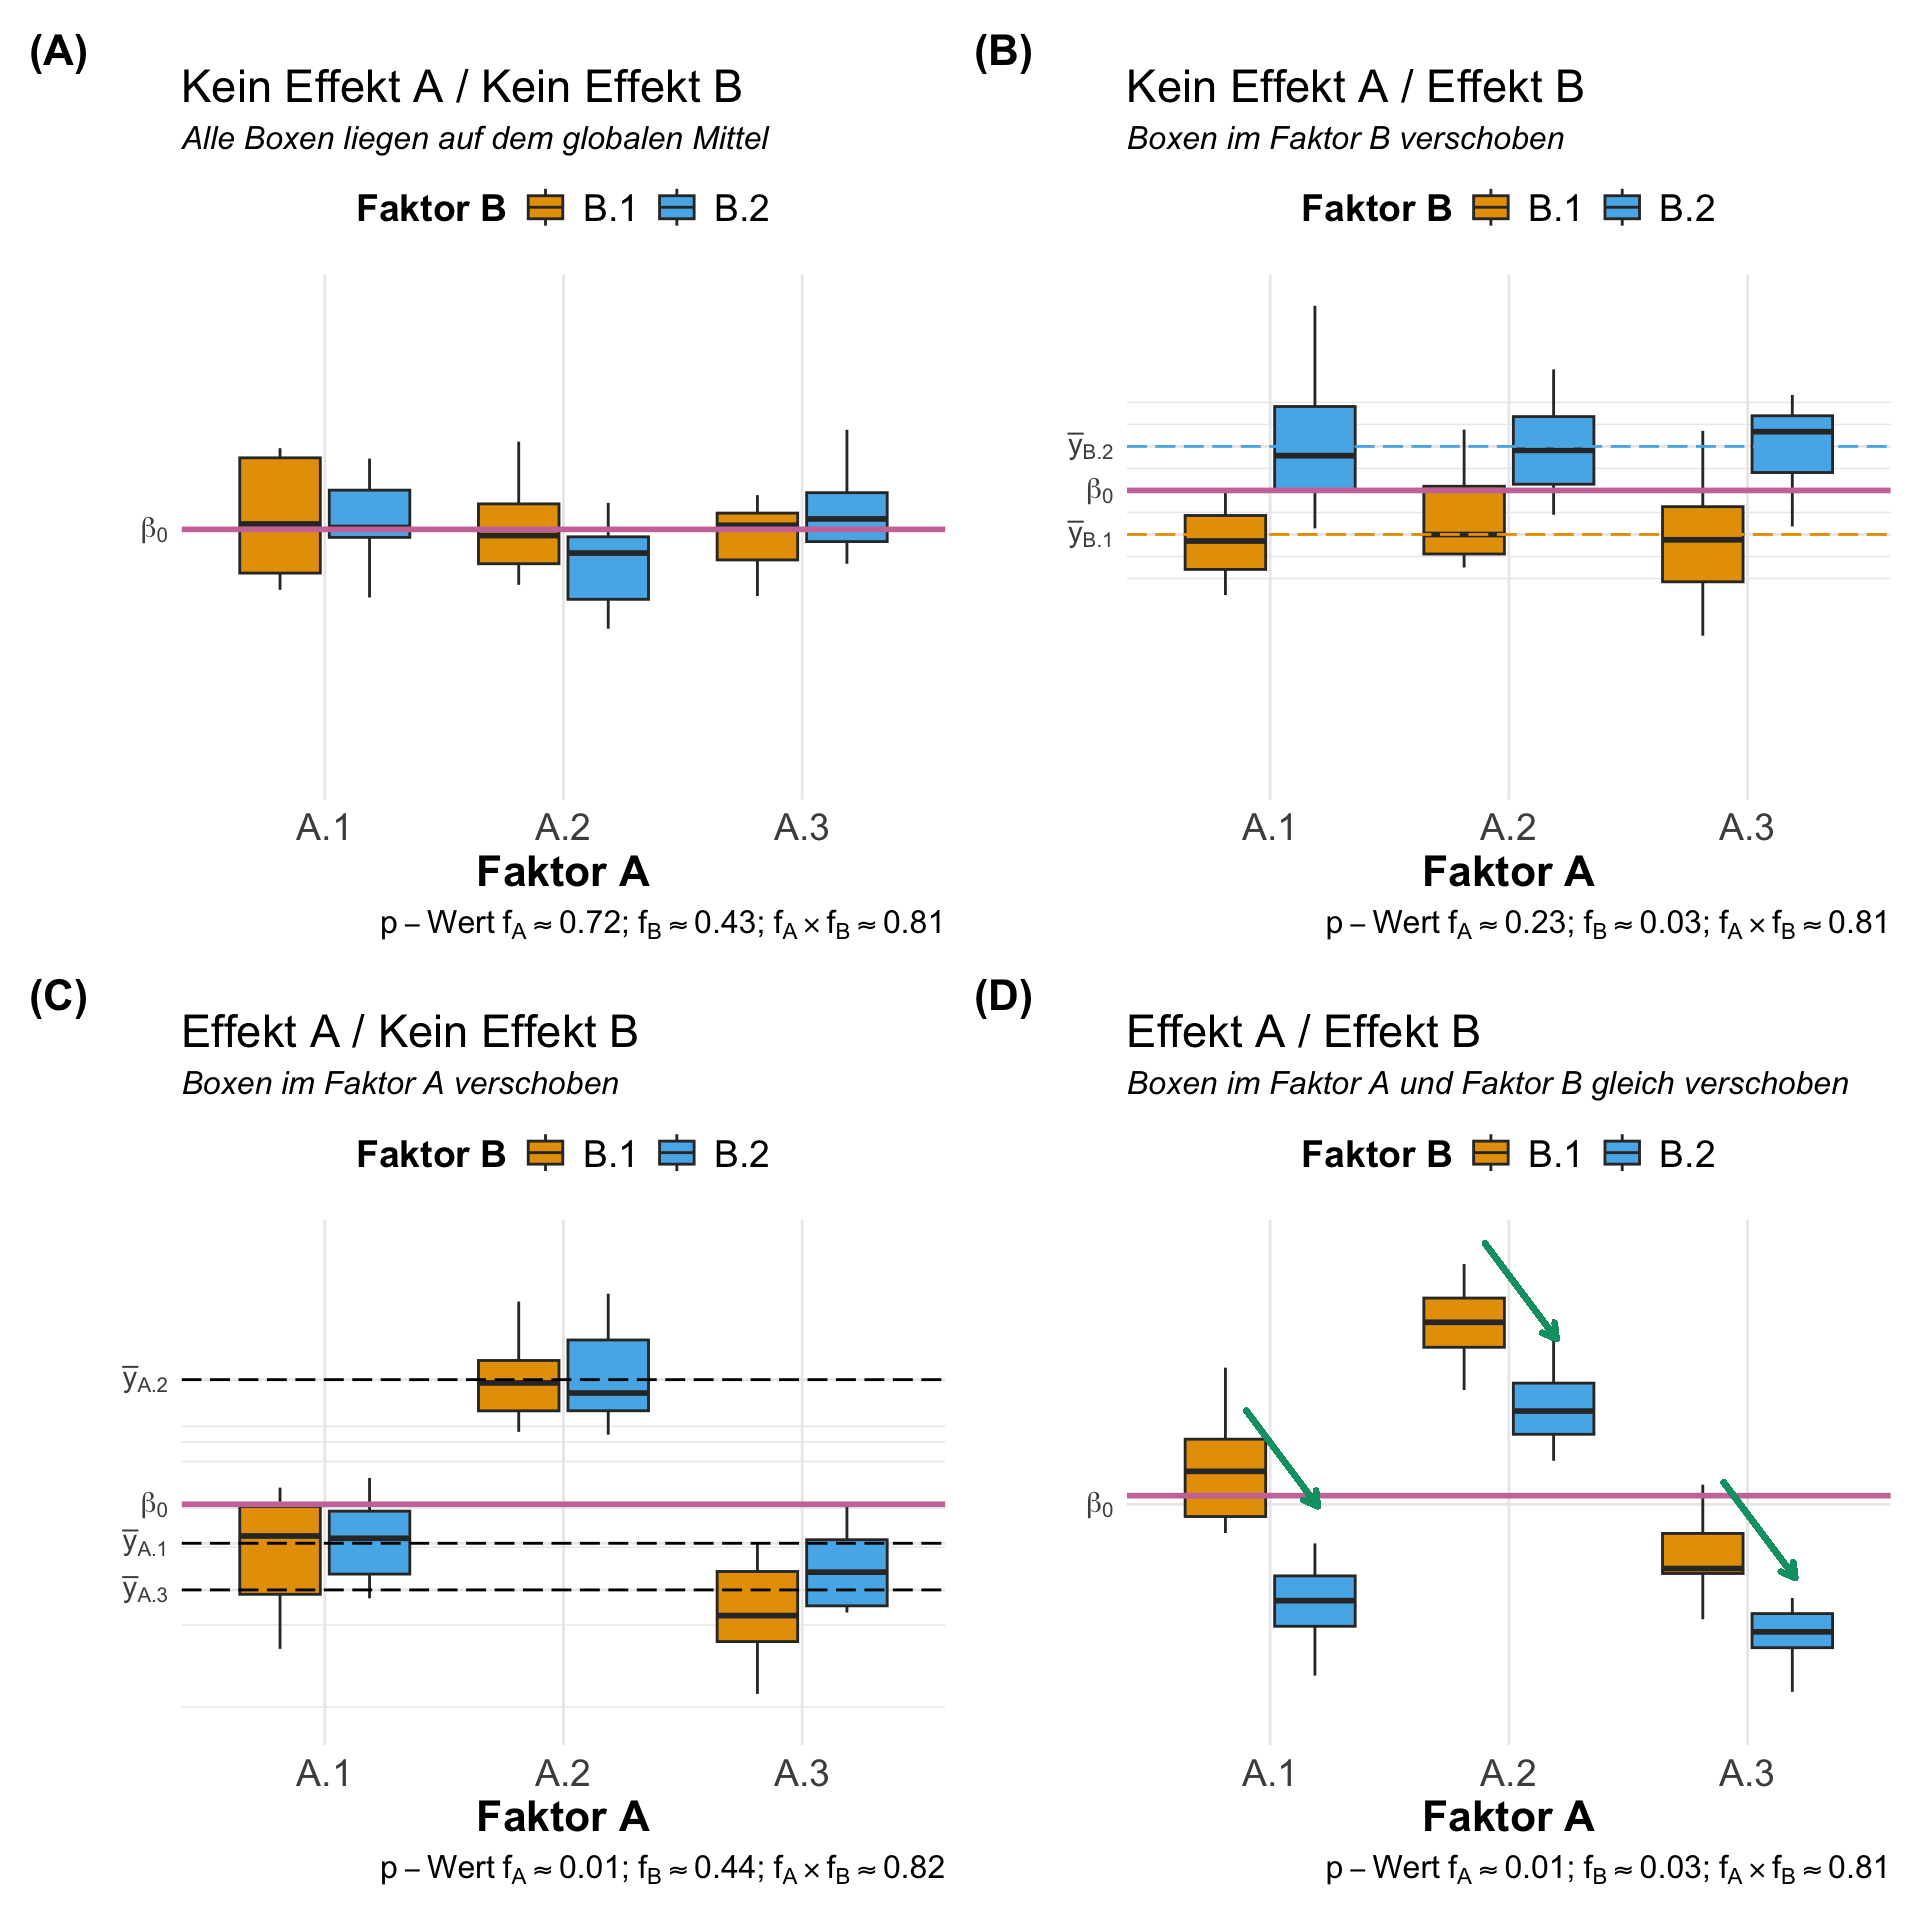 (A)
Kein Effekt A / Kein Effekt B
Alle Boxen liegen auf dem globalen Mittel
Faktor B B.1 B.2
β0
A.1 A.2 A.3
Faktor A
p – Wert fA ≈ 0.72; fB ≈ 0.43; fA × fB ≈ 0.81
(B)
Kein Effekt A / Effekt B
Boxen im Faktor B verschoben
Faktor B B.1 B.2
y̅B.2
β0
y̅B.1
A.1 A.2 A.3
Faktor A
p – Wert fA ≈ 0.23; fB ≈ 0.03; fA × fB ≈ 0.81
(C)
Effekt A / Kein Effekt B
Boxen im Faktor A verschoben
Faktor B B.1 B.2
y̅A.2
β0
y̅A.1
y̅A.3
A.1 A.2 A.3
Faktor A
p – Wert fA ≈ 0.01; fB ≈ 0.44; fA × fB ≈ 0.82
(D)
Effekt A / Effekt B
Boxen im Faktor A und Faktor B gleich verschoben
Faktor B B.1 B.2
β0
A.1 A.2 A.3
Faktor A
p – Wert fA ≈ 0.01; fB ≈ 0.03; fA × fB ≈ 0.81